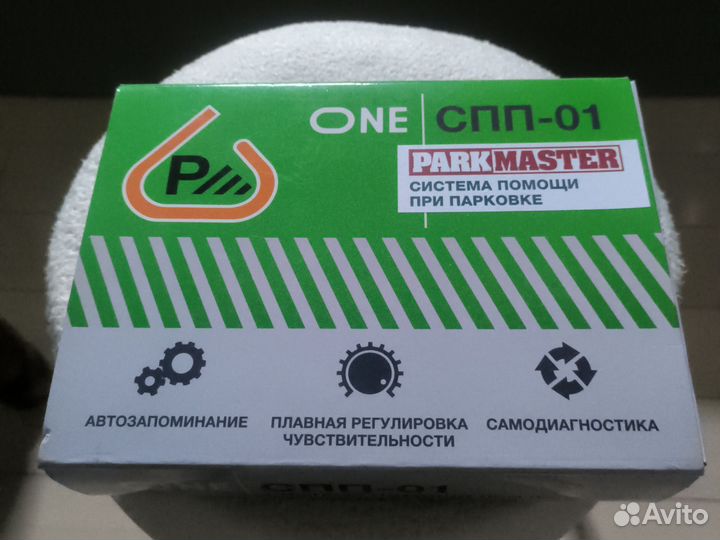 P
ONE СПП-01
PARKMASTER
СИСТЕМА ПОМОЩИ
ПРИ ПАРКОВКЕ
АВТОЗАПОМИНАНИЕ
ПЛАВНАЯ РЕГУЛИРОВКА
ЧУВСТВИТЕЛЬНОСТИ
САМОДИАГНОСТИКА
СПП-01
Avito